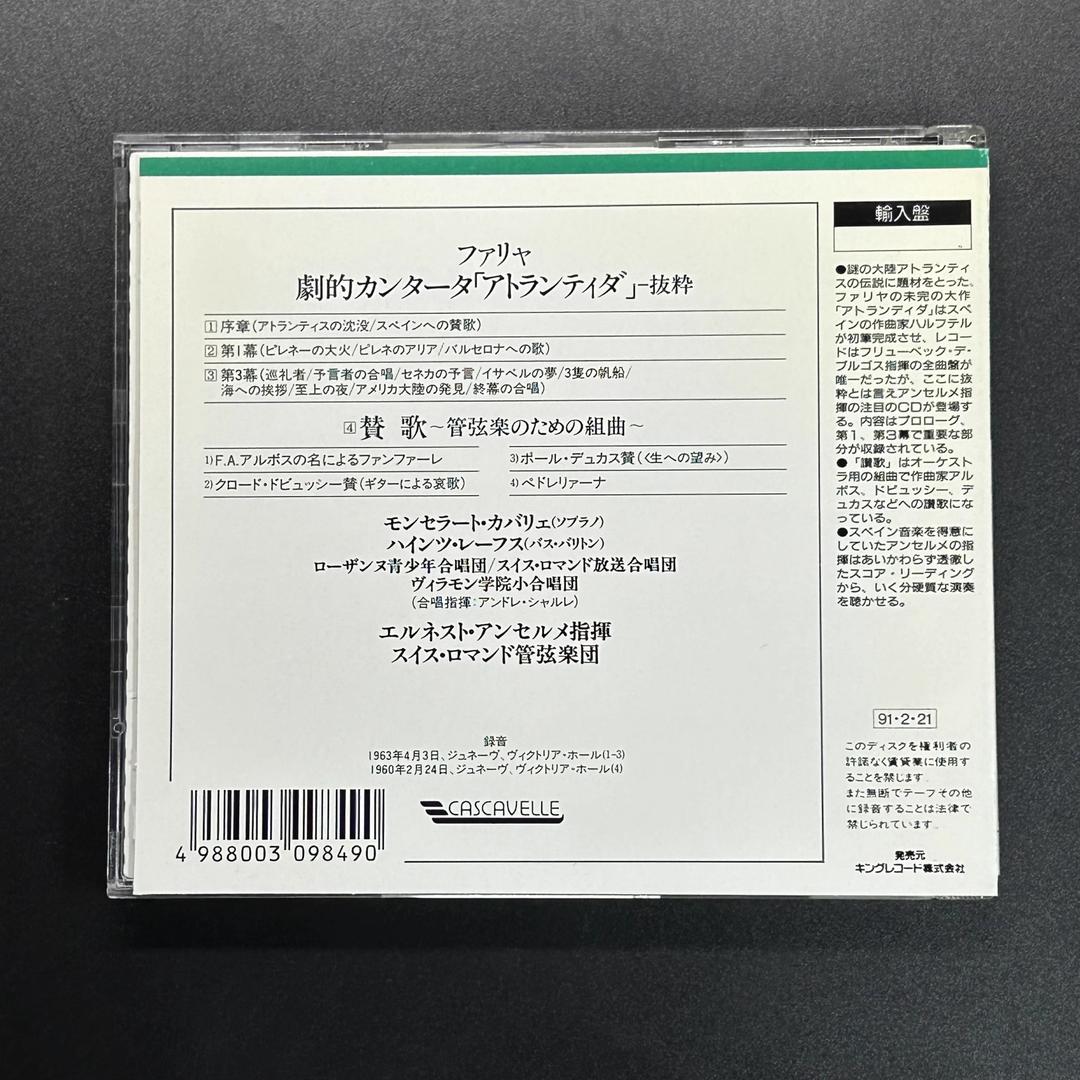 ファリャ
劇的カンタータ「アトランティダ」-抜粋
1 序章(アトランティスの沈没/スペインへの賛歌)
2 第1幕(ピレネーの大火/ピレネのアリア/バルセロナへの歌)
3 第3幕(巡礼者/予言者の合唱/セネカの予言/イサベルの夢/3隻の帆船/
海への挨拶/至上の夜/アメリカ大陸の発見/終幕の合唱)
4 賛 歌～管弦楽のための組曲～
1) F.A.アルボスの名によるファンファーレ
2) クロード・ドビュッシー賛(ギターによる哀歌)
3) ポール・デュカス賛(〈生への望み〉)
4) ペドレリァーナ
モンセラート・カバリェ(ソプラノ)
ハインツ・レーフス(バス・バリトン)
ローザンヌ青少年合唱団/スイス・ロマンド放送合唱団
ヴィラモン学院小合唱団
(合唱指揮:アンドレ・シャルレ)
エルネスト・アンセルメ指揮
スイス・ロマンド管弦楽団
録音
1963年4月3日、ジュネーヴ、ヴィクトリア-ホール(1-3)
1960年2月24日、ジュネーヴ、ヴィクトリア-ホール(4)
CASCAVELLE
4 988003 098490
輸入盤
●謎の大陸アトランティ
スの伝説に題材をとった、
ファリヤの未完の大作
「アトランディダ」はスペ
インの作曲家ハルフテル
が初筆完成させ、レコー
ドはフリューベック・デ・
ブルゴス指揮の全曲盤が
唯一だったが、ここに抜
粋とは言えアンセルメ指
揮の注目のCDが登場す
る。内容はプロローグ、
第1、第3幕で重要な部
分が収録されている。
●「讃歌」はオーケスト
ラ用の組曲で作曲家アル
ボス、ドビュッシー、デ
ュカスなどへの讃歌にな
っている。
●スペイン音楽を得意に
していたアンセルメの指
揮はあいかわらず透徹し
たスコア・リーディング
から、いく分硬質な演奏
を聴かせる。
91・2・21
このディスクを権利者の
許諾なく賃貸業に使用す
ることを禁じます
また無断でテープその他
に録音することは法律で
禁じられています
発売元
キングレコード株式会社